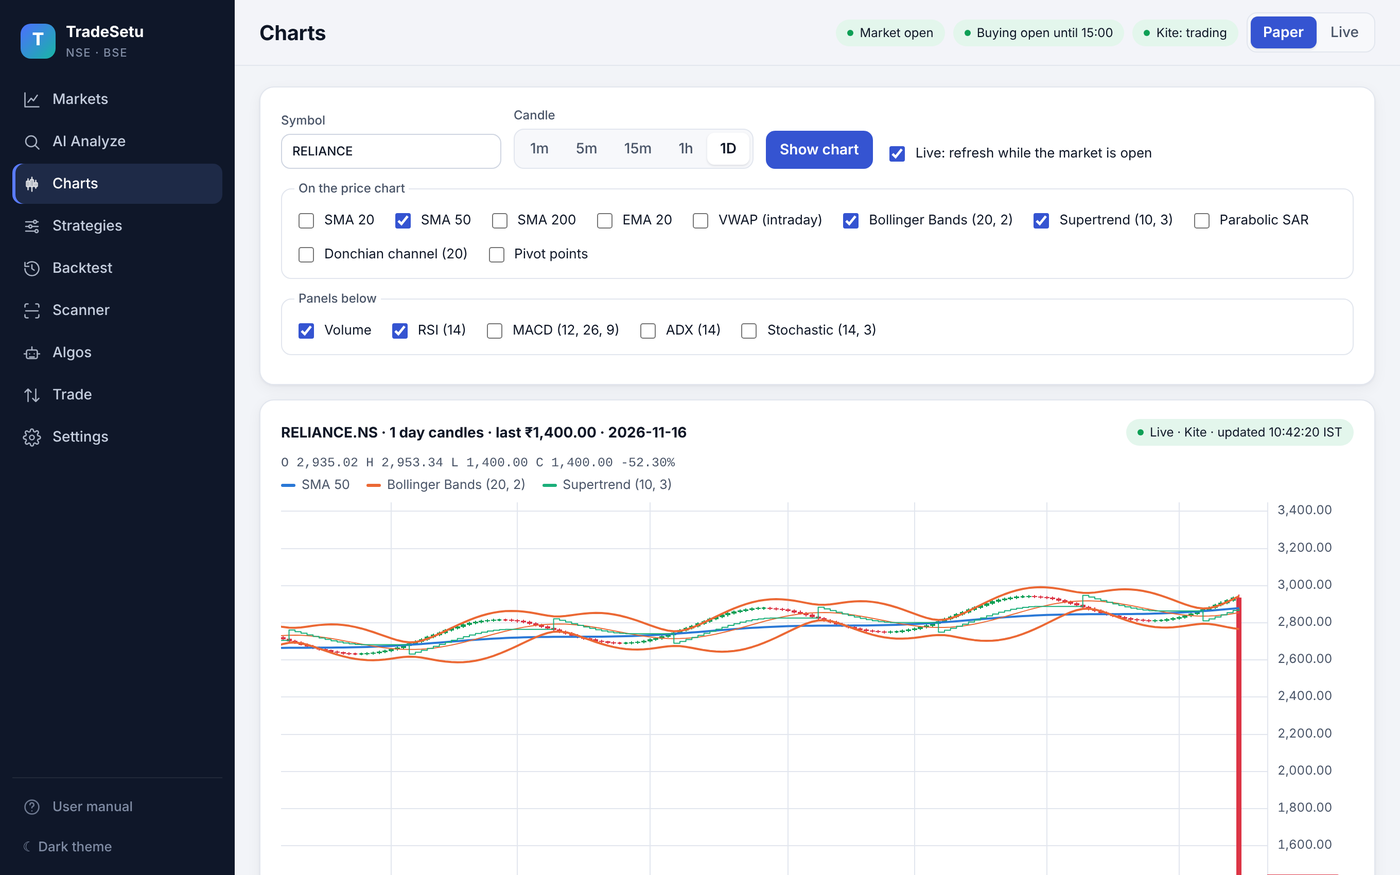 T
TradeSetu
NSE · BSE
Markets
AI Analyze
Charts
Strategies
Backtest
Scanner
Algos
Trade
Settings
User manual
Dark theme
Charts
Market open
Buying open until 15:00
Kite: trading
Paper
Live
Symbol
RELIANCE
Candle
1m 5m 15m 1h 1D
Show chart
Live: refresh while the market is open
On the price chart
SMA 20 SMA 50 SMA 200 EMA 20 VWAP (intraday) Bollinger Bands (20, 2) Supertrend (10, 3) Parabolic SAR
Donchian channel (20) Pivot points
Panels below
Volume RSI (14) MACD (12, 26, 9) ADX (14) Stochastic (14, 3)
RELIANCE.NS · 1 day candles · last ₹1,400.00 · 2026-11-16
Live · Kite · updated 10:42:20 IST
O 2,935.02 H 2,953.34 L 1,400.00 C 1,400.00 -52.30%
SMA 50 Bollinger Bands (20, 2) Supertrend (10, 3)
3,400.00
3,200.00
3,000.00
2,800.00
2,600.00
2,400.00
2,200.00
2,000.00
1,800.00
1,600.00